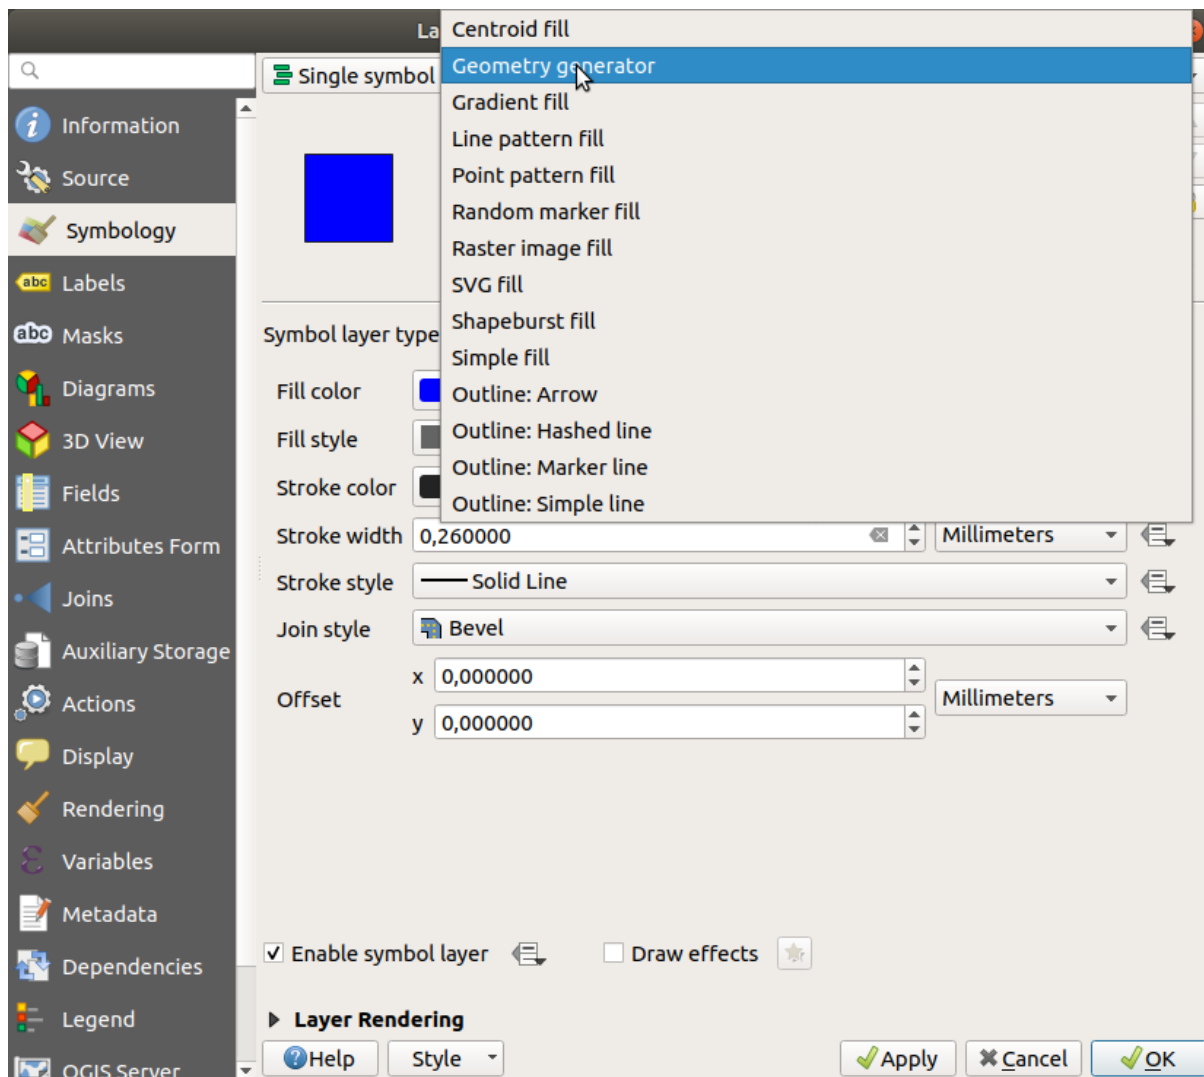 La
Centroid fill
Single symbol
Geometry generator
Gradient fill
Information
Line pattern fill
Source
Point pattern fill
Random marker fill
Symbology
Raster image fill
abc Labels
SVG fill
abc Masks
Symbol layer type
Shapeburst fill
Diagrams
Fill color
Simple fill
Outline: Arrow
3D View
Fill style
Outline: Hashed line
Fields
Stroke color
Outline: Marker line
Outline: Simple line
Attributes Form
Stroke width 0,260000 Millimeters
Joins
Stroke style Solid Line
Auxiliary Storage
Join style Bevel
Actions
Offset x 0,000000 Millimeters
y 0,000000
Display
Rendering
Variables
Metadata
Dependencies
Enable symbol layer Draw effects
Legend
Layer Rendering
QGIS Server
Help Style Apply Cancel OK